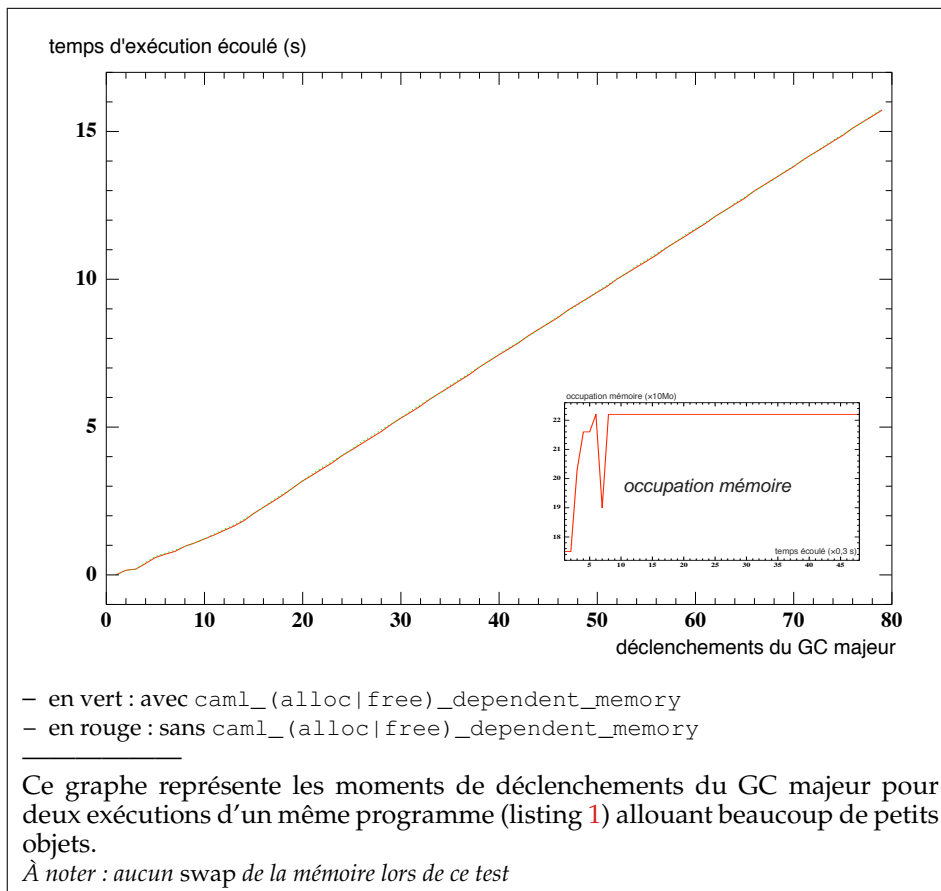 temps d'exécution écoulé (s)
15
10
5
0
0 10 20 30 40 50 60 70 80
déclenchements du GC majeur
occupation mémoire (×10Mo)
22
21
20
19
18
occupation mémoire
temps écoulé (×0,3 s)
5 10 15 20 25 30 35 40 45
– en vert : avec caml_(alloc|free)_dependent_memory
– en rouge : sans caml_(alloc|free)_dependent_memory
Ce graphe représente les moments de déclenchements du GC majeur pour
deux exécutions d'un même programme (listing 1) allouant beaucoup de petits
objets.
À noter : aucun swap de la mémoire lors de ce test